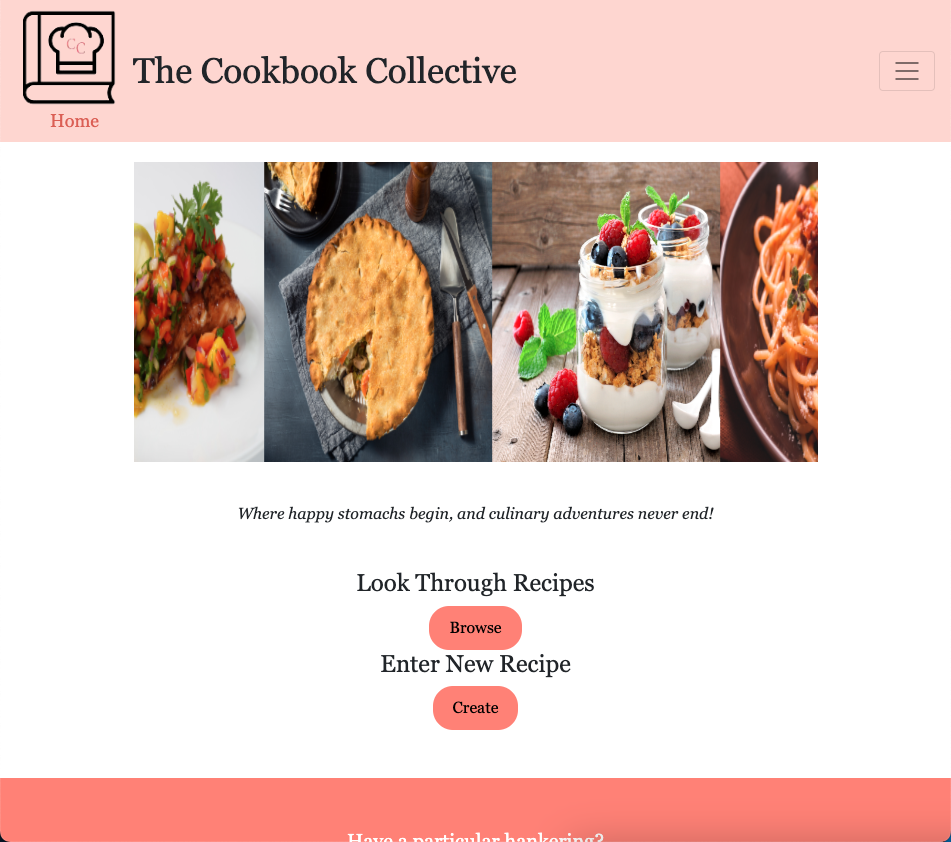 CC
The Cookbook Collective
Home
Where happy stomachs begin, and culinary adventures never end!
Look Through Recipes
Browse
Enter New Recipe
Create
Have a particular hankering?